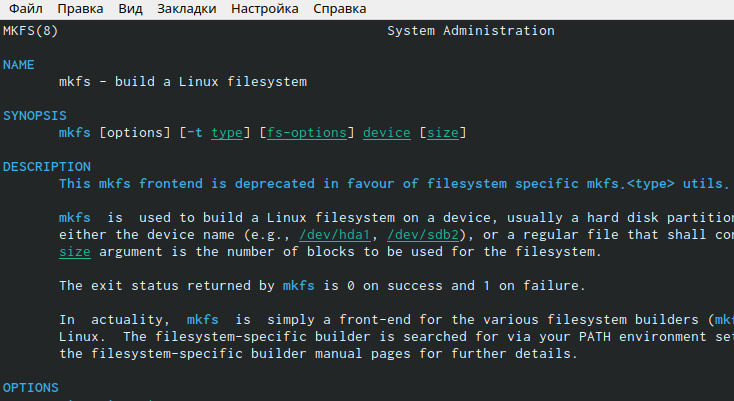 Файл Правка Вид Закладки Настройка Справка
MKFS(8) System Administration
NAME
mkfs - build a Linux filesystem
SYNOPSIS
mkfs [options] [-t type] [fs-options] device [size]
DESCRIPTION
This mkfs frontend is deprecated in favour of filesystem specific mkfs.<type> utils.
mkfs is used to build a Linux filesystem on a device, usually a hard disk partition
either the device name (e.g., /dev/hda1, /dev/sdb2), or a regular file that shall con
size argument is the number of blocks to be used for the filesystem.
The exit status returned by mkfs is 0 on success and 1 on failure.
In actuality, mkfs is simply a front-end for the various filesystem builders (mkf
Linux. The filesystem-specific builder is searched for via your PATH environment set
the filesystem-specific builder manual pages for further details.
OPTIONS